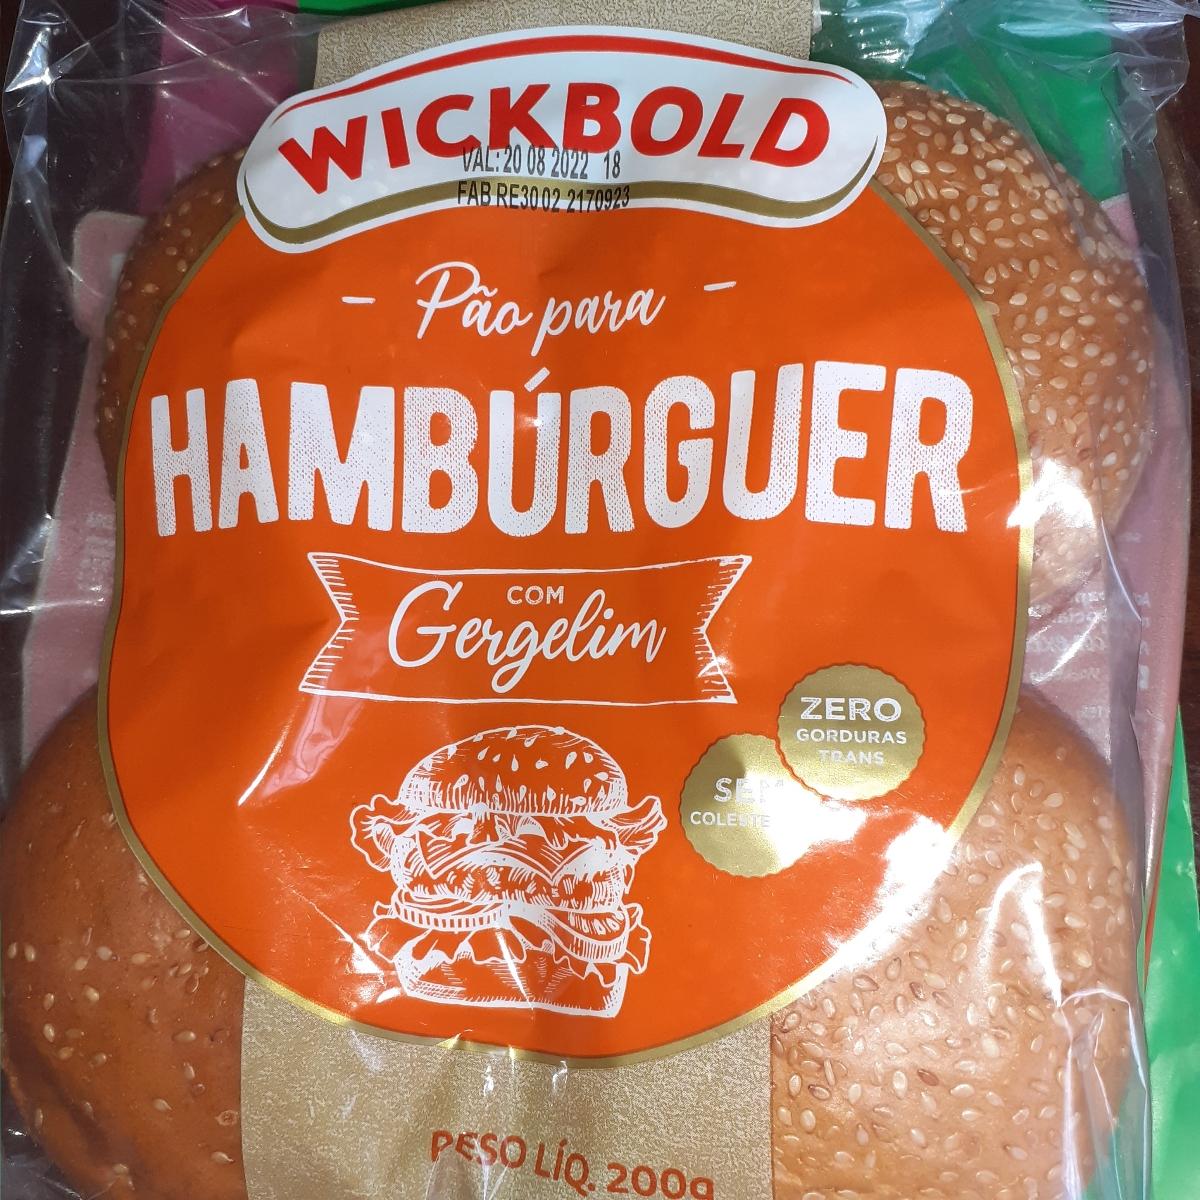 WICKBOLD
VAL: 20 08 2022 18
FAB RE30 02 2170923
Pão para
HAMBÚRGUER
COM
Gergelim
ZERO
GORDURAS
TRANS
SEM
PESO LÍQ. 200g